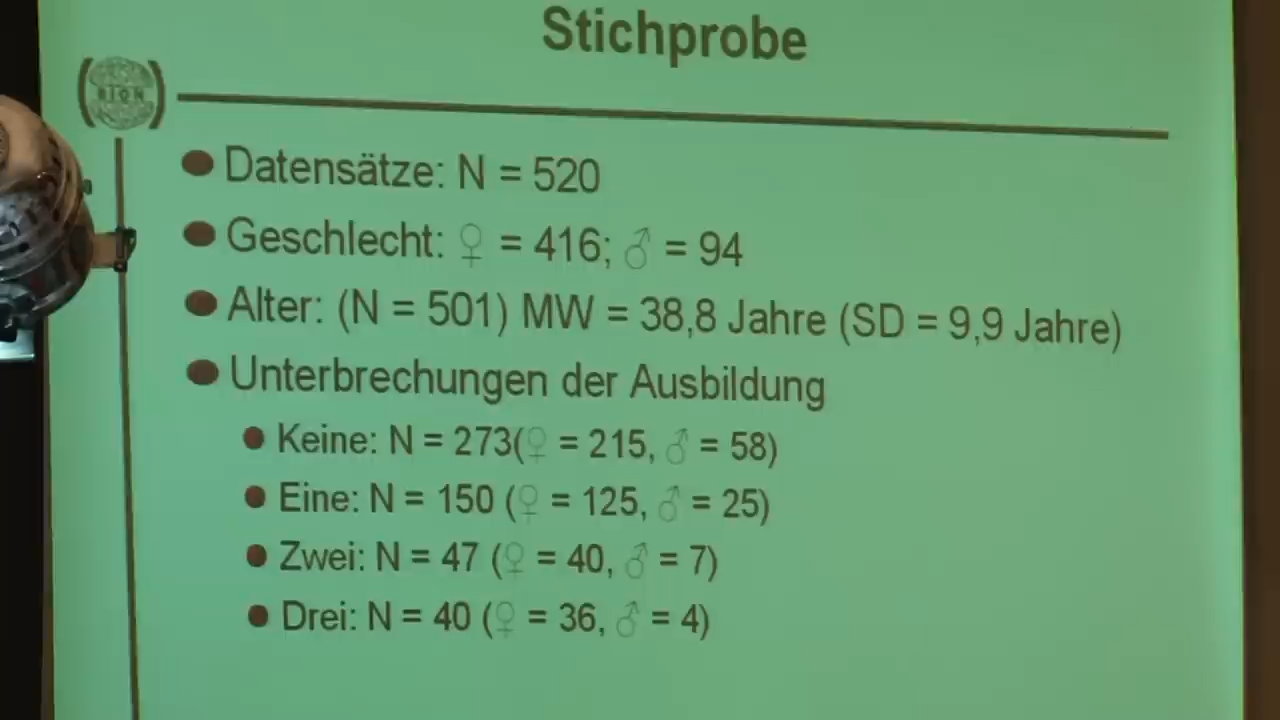 Stichprobe
BION
Datensätze: N = 520
Geschlecht: ♀ = 416; ♂ = 94
Alter: (N = 501) MW = 38,8 Jahre (SD = 9,9 Jahre)
Unterbrechungen der Ausbildung
Keine: N = 273(♀ = 215, ♂ = 58)
Eine: N = 150 (♀ = 125, ♂ = 25)
Zwei: N = 47 (♀ = 40, ♂ = 7)
Drei: N = 40 (♀ = 36, ♂ = 4)